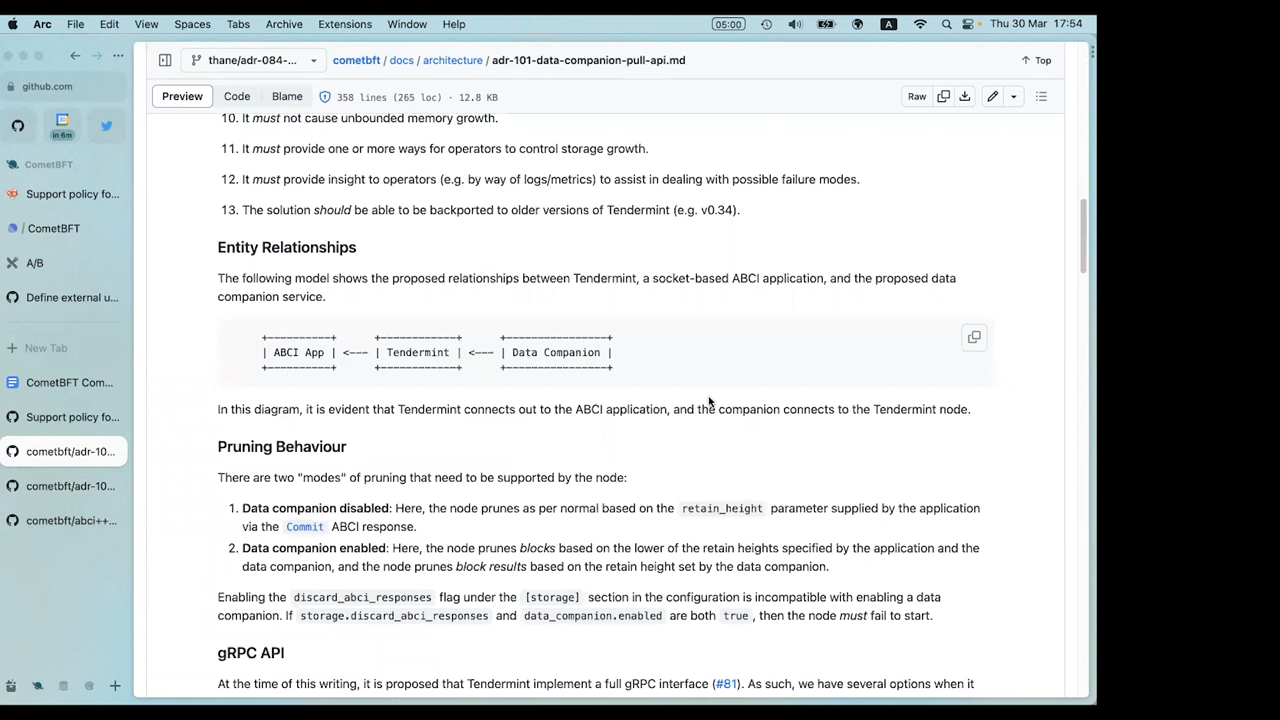 Arc File Edit View Spaces Tabs Archive Extensions Window Help 05:00 A Thu 30 Mar 17:54
thane/adr-084-... cometbft / docs / architecture / adr-101-data-companion-pull-api.md Top
github.com
Preview Code Blame 358 lines (265 loc) · 12.8 KB Raw
in 6m
CometBFT
Support policy fo...
/ CometBFT
A/B
Define external u...
New Tab
CometBFT Com...
Support policy fo...
cometbft/adr-10...
cometbft/adr-10...
cometbft/abci++...
10. It must not cause unbounded memory growth.
11. It must provide one or more ways for operators to control storage growth.
12. It must provide insight to operators (e.g. by way of logs/metrics) to assist in dealing with possible failure modes.
13. The solution should be able to be backported to older versions of Tendermint (e.g. v0.34).
Entity Relationships
The following model shows the proposed relationships between Tendermint, a socket-based ABCI application, and the proposed data
companion service.
+----------+ +------------+ +----------------+
| ABCI App | <--- | Tendermint | <--- | Data Companion |
+----------+ +------------+ +----------------+
In this diagram, it is evident that Tendermint connects out to the ABCI application, and the companion connects to the Tendermint node.
Pruning Behaviour
There are two "modes" of pruning that need to be supported by the node:
1. Data companion disabled: Here, the node prunes as per normal based on the retain_height parameter supplied by the application
via the Commit ABCI response.
2. Data companion enabled: Here, the node prunes blocks based on the lower of the retain heights specified by the application and the
data companion, and the node prunes block results based on the retain height set by the data companion.
Enabling the discard_abci_responses flag under the [storage] section in the configuration is incompatible with enabling a data
companion. If storage.discard_abci_responses and data_companion.enabled are both true , then the node must fail to start.
gRPC API
At the time of this writing, it is proposed that Tendermint implement a full gRPC interface (#81). As such, we have several options when it